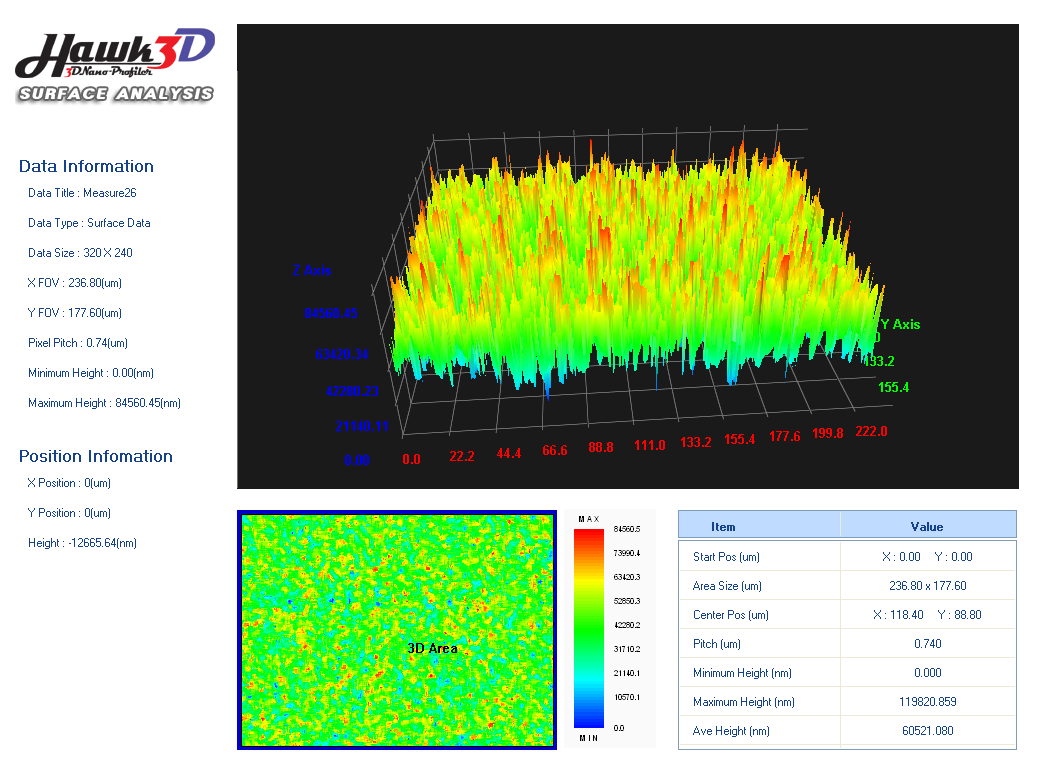 Hawk3D
3D Nano-Profiler
SURFACE ANALYSIS
Data Information
Data Title : Measure26
Data Type : Surface Data
Data Size : 320 X 240
X FOV : 236.80(um)
Y FOV : 177.60(um)
Pixel Pitch : 0.74(um)
Minimum Height : 0.00(nm)
Maximum Height : 84560.45(nm)
Position Infomation
X Position : 0(um)
Y Position : 0(um)
Height : -12665.64(nm)
Z Axis
84560.45
63420.34
42280.23
21140.11
0.00
0.0
22.2
44.4
66.6
88.8
111.0
133.2
155.4
177.6
199.8
222.0
Y Axis
133.2
155.4
3D Area
MAX
84560.5
73990.4
63420.3
52850.3
42280.2
31710.2
21140.1
10570.1
0.0
MIN
Item Value
Start Pos (um) X : 0.00 Y : 0.00
Area Size (um) 236.80 x 177.60
Center Pos (um) X : 118.40 Y : 88.80
Pitch (um) 0.740
Minimum Height (nm) 0.000
Maximum Height (nm) 119820.859
Ave Height (nm) 60521.080